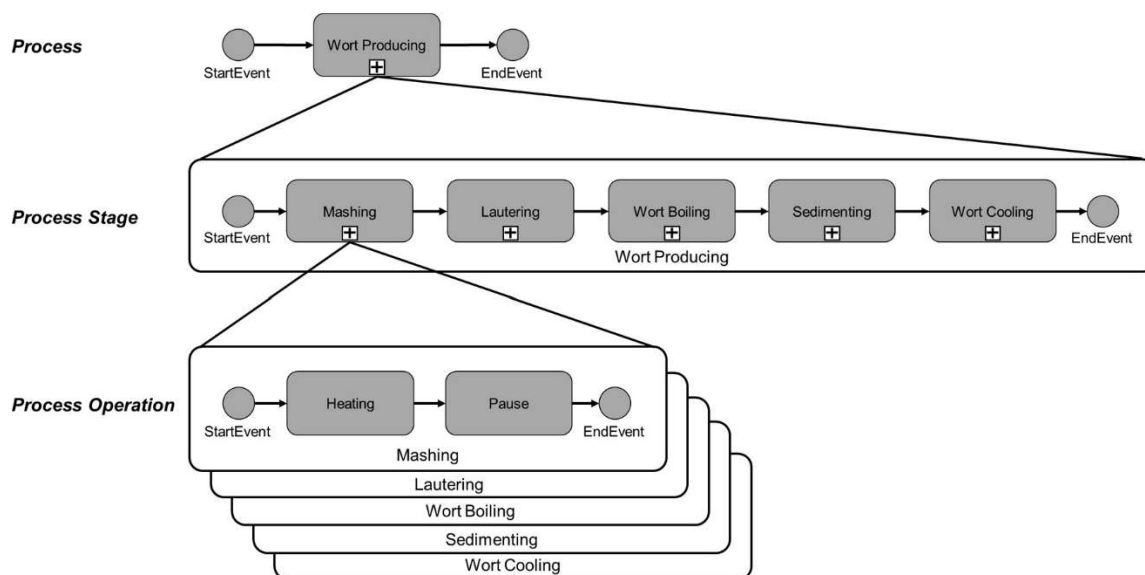 Process
Wort Producing
StartEvent
EndEvent
Process Stage
Mashing
Lautering
Wort Boiling
Sedimenting
Wort Cooling
StartEvent
EndEvent
Wort Producing
Process Operation
Heating
Pause
StartEvent
EndEvent
Mashing
Lautering
Wort Boiling
Sedimenting
Wort Cooling